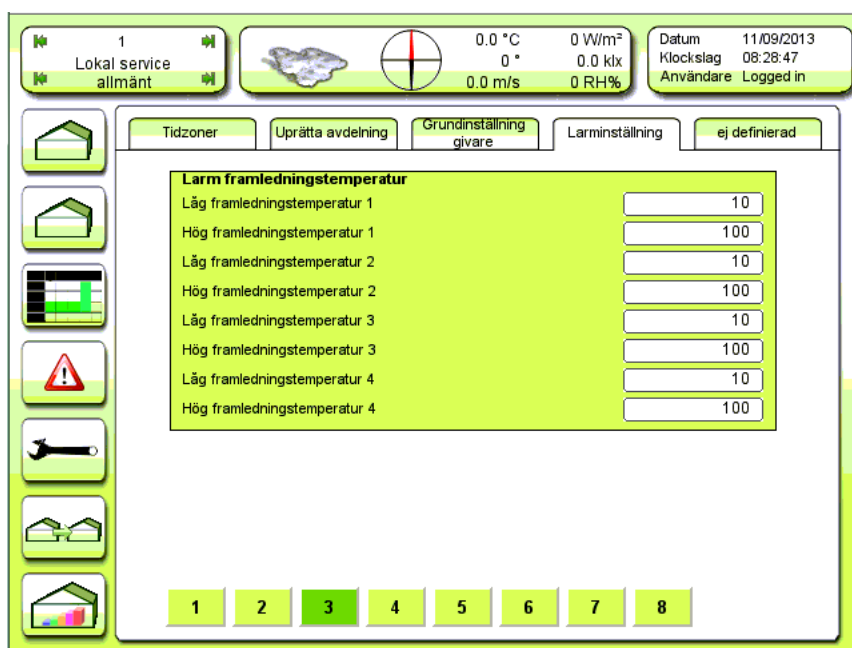 1
Lokal service
allmänt
0.0 °C 0 W/m²
0 ° 0.0 klx
0.0 m/s 0 RH%
Datum 11/09/2013
Klockslag 08:28:47
Användare Logged in
Tidzoner
Uprätta avdelning
Grundinställning
givare
Larminställning
ej definierad
Larm framledningstemperatur
Låg framledningstemperatur 1 10
Hög framledningstemperatur 1 100
Låg framledningstemperatur 2 10
Hög framledningstemperatur 2 100
Låg framledningstemperatur 3 10
Hög framledningstemperatur 3 100
Låg framledningstemperatur 4 10
Hög framledningstemperatur 4 100
1 2 3 4 5 6 7 8